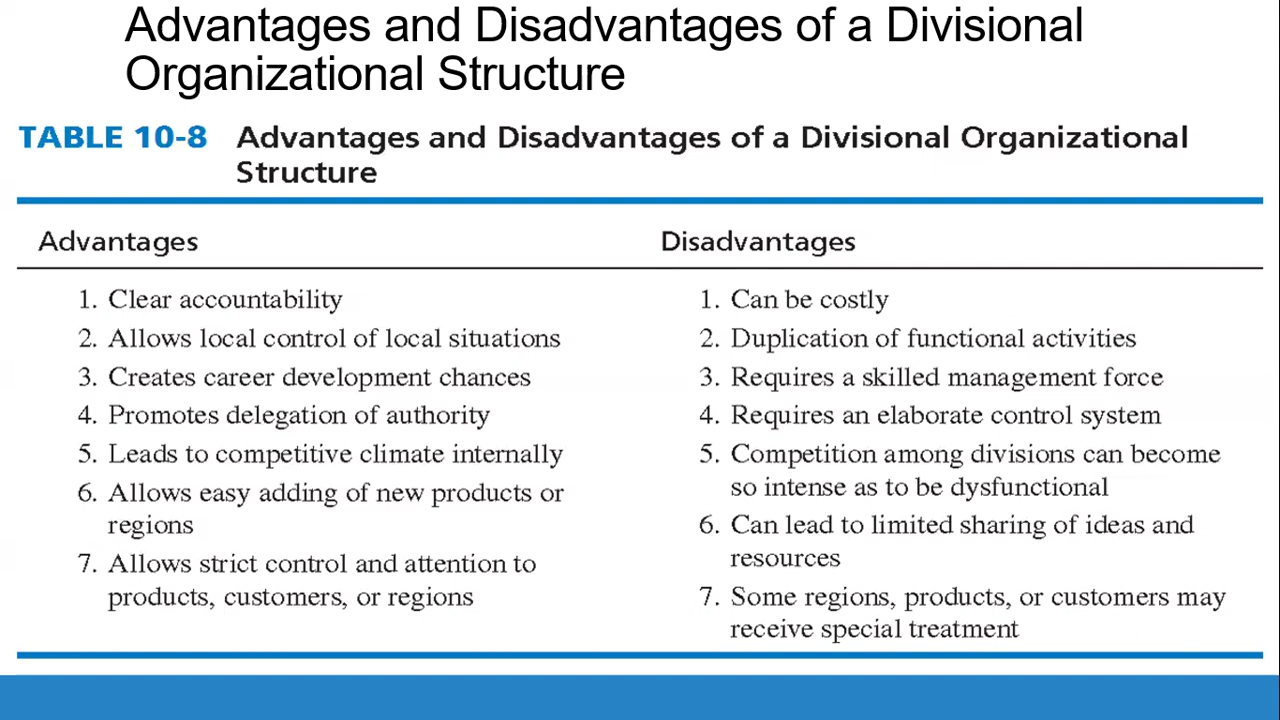 Advantages and Disadvantages of a Divisional
Organizational Structure
TABLE 10-8 Advantages and Disadvantages of a Divisional Organizational
Structure
Advantages
1. Clear accountability
2. Allows local control of local situations
3. Creates career development chances
4. Promotes delegation of authority
5. Leads to competitive climate internally
6. Allows easy adding of new products or
regions
7. Allows strict control and attention to
products, customers, or regions
Disadvantages
1. Can be costly
2. Duplication of functional activities
3. Requires a skilled management force
4. Requires an elaborate control system
5. Competition among divisions can become
so intense as to be dysfunctional
6. Can lead to limited sharing of ideas and
resources
7. Some regions, products, or customers may
receive special treatment